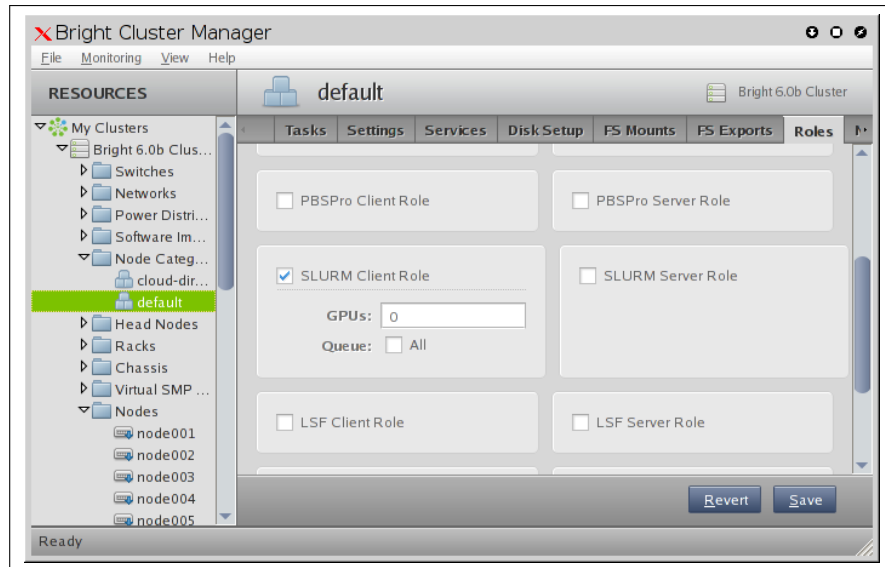 Bright Cluster Manager
File Monitoring View Help
RESOURCES
default
Bright 6.0b Cluster
My Clusters
Bright 6.0b Clus...
Switches
Networks
Power Distri...
Software Im...
Node Categ...
cloud-dir...
default
Head Nodes
Racks
Chassis
Virtual SMP ...
Nodes
node001
node002
node003
node004
node005
Tasks Settings Services Disk Setup FS Mounts FS Exports Roles
PBSPro Client Role
PBSPro Server Role
SLURM Client Role
GPUs: 0
Queue: All
SLURM Server Role
LSF Client Role
LSF Server Role
Revert Save
Ready